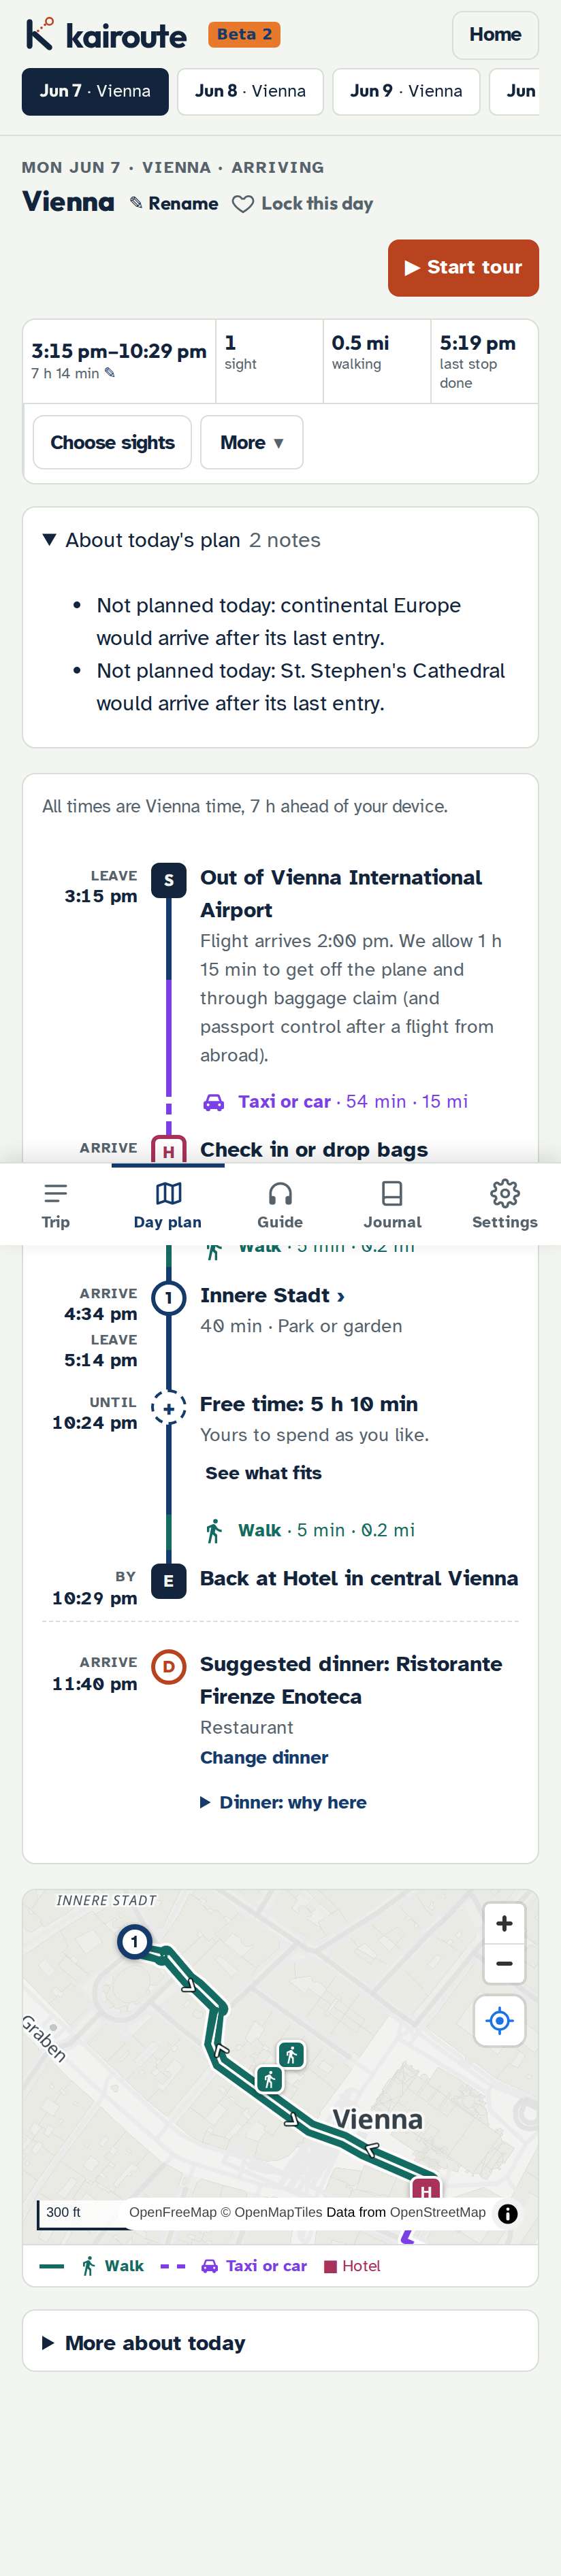 kairoute
Beta 2
Home
Jun 7 · Vienna
Jun 8 · Vienna
Jun 9 · Vienna
Jun
MON JUN 7 · VIENNA · ARRIVING
Vienna
✎ Rename
Lock this day
▶ Start tour
3:15 pm–10:29 pm
7 h 14 min ✎
1
sight
0.5 mi
walking
5:19 pm
last stop
done
Choose sights
More ▼
▼ About today's plan 2 notes
• Not planned today: continental Europe
would arrive after its last entry.
• Not planned today: St. Stephen's Cathedral
would arrive after its last entry.
All times are Vienna time, 7 h ahead of your device.
LEAVE
3:15 pm
S
Out of Vienna International
Airport
Flight arrives 2:00 pm. We allow 1 h
15 min to get off the plane and
through baggage claim (and
passport control after a flight from
abroad).
Taxi or car · 54 min · 15 mi
ARRIVE
H
Check in or drop bags
Trip
Day plan
Guide
Journal
Settings
Walk · 5 min · 0.2 mi
ARRIVE
4:34 pm
LEAVE
5:14 pm
1
Innere Stadt ›
40 min · Park or garden
UNTIL
10:24 pm
+
Free time: 5 h 10 min
Yours to spend as you like.
See what fits
Walk · 5 min · 0.2 mi
BY
10:29 pm
E
Back at Hotel in central Vienna
ARRIVE
11:40 pm
D
Suggested dinner: Ristorante
Firenze Enoteca
Restaurant
Change dinner
▶ Dinner: why here
INNERE STADT
1
+
−
Graben
Vienna
H
300 ft
OpenFreeMap © OpenMapTiles Data from OpenStreetMap
Walk
Taxi or car
Hotel
▶ More about today